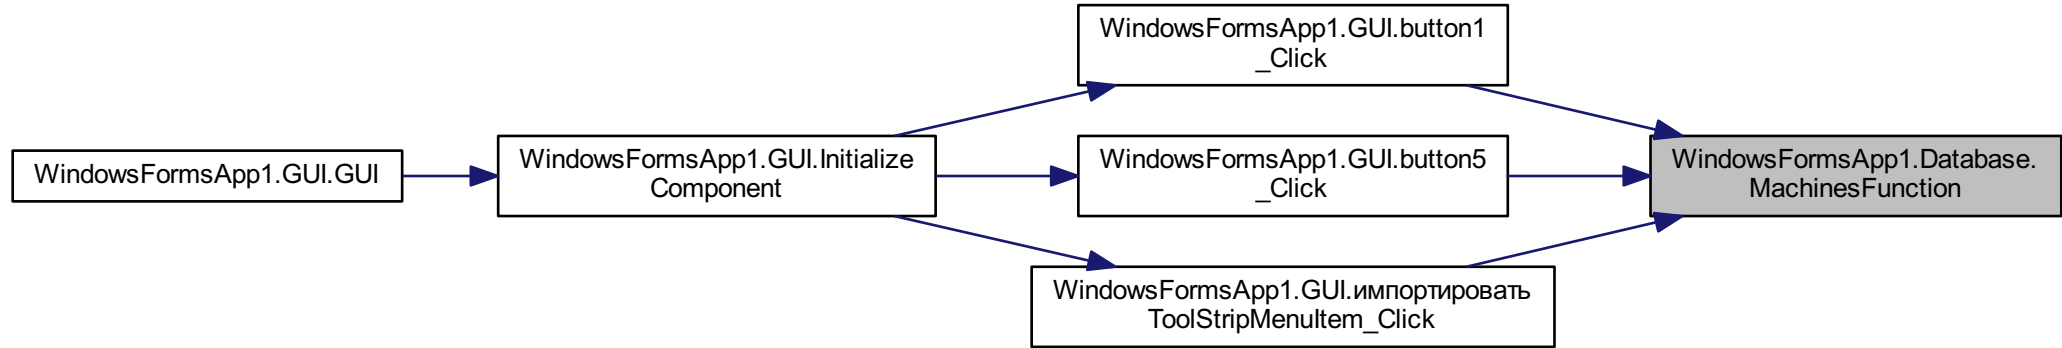 WindowsFormsApp1.GUI.GUI
WindowsFormsApp1.GUI.Initialize
Component
WindowsFormsApp1.GUI.button1
_Click
WindowsFormsApp1.GUI.button5
_Click
WindowsFormsApp1.GUI.импортировать
ToolStripMenuItem_Click
WindowsFormsApp1.Database.
MachinesFunction